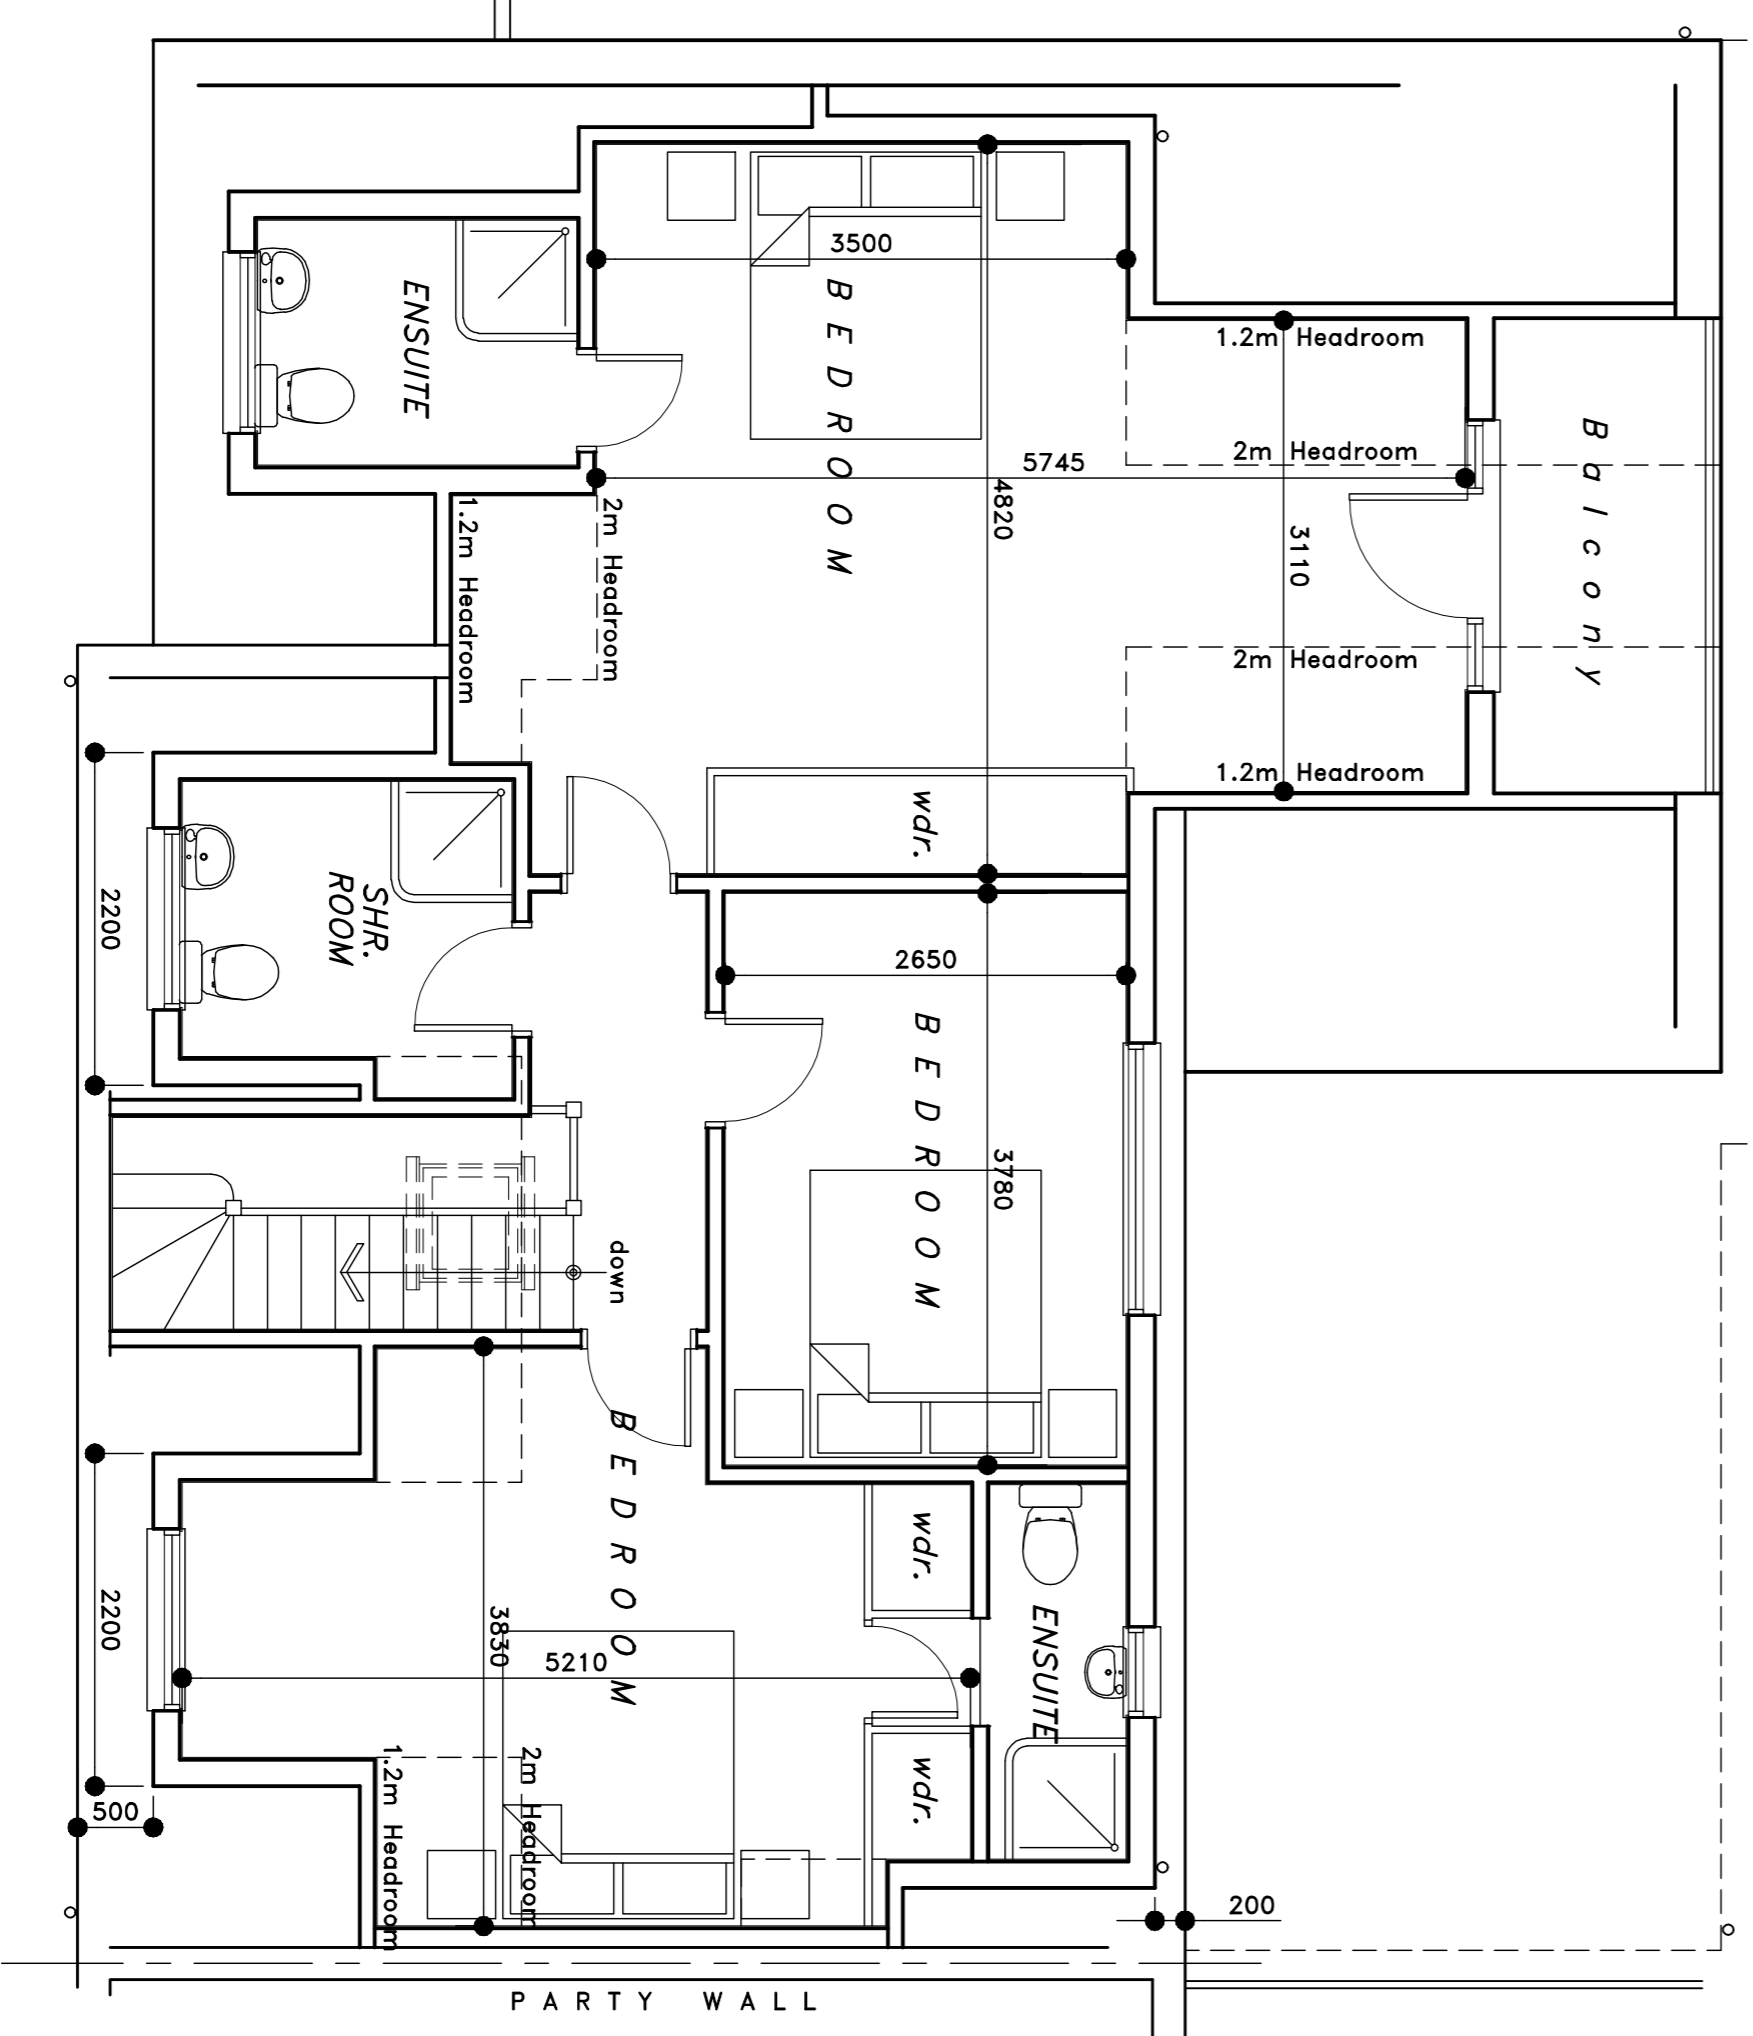 3500
ENSUITE
BEDROOM
1.2m Headroom
2m Headroom
Balcony
5745
4820
3110
2m Headroom
1.2m Headroom
2m Headroom
1.2m Headroom
wdr.
2200
SHR.
ROOM
2650
BEDROOM
3780
down
BEDROOM
2200
3830
5210
wdr.
ENSUITE
wdr.
1.2m Headroom
2m Headroom
500
200
PARTY WALL